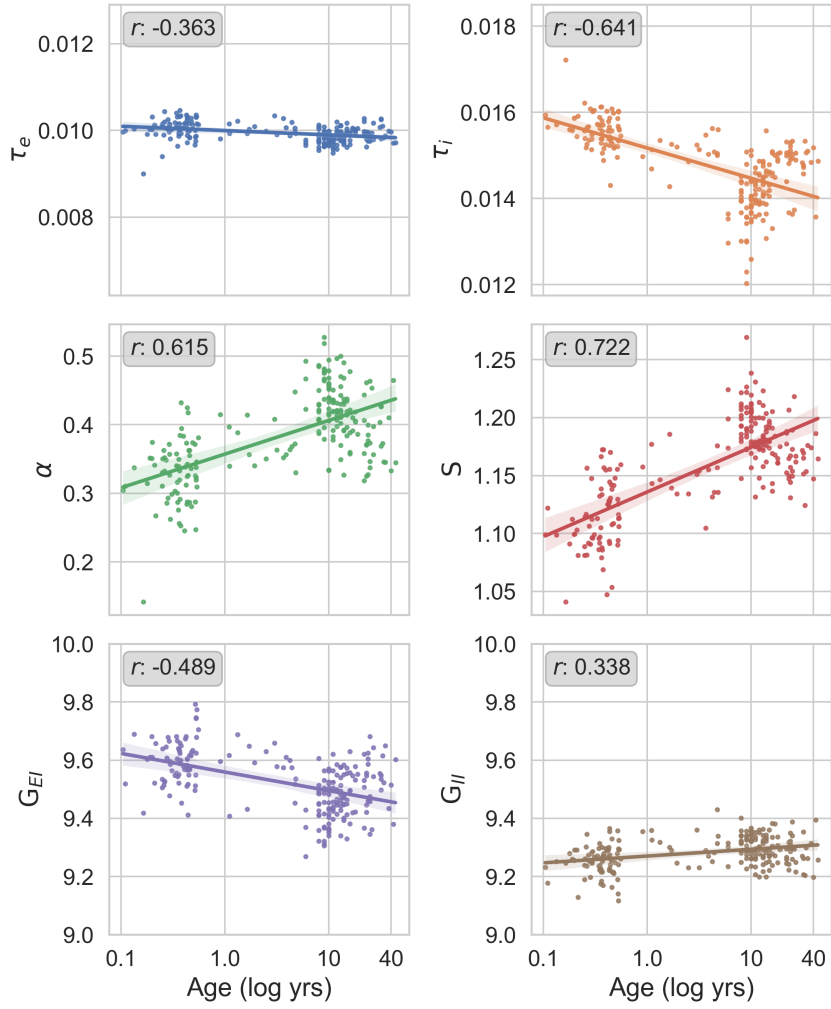 r: -0.363
0.012
0.010
0.008
τe
r: -0.641
0.018
0.016
0.014
0.012
τi
r: 0.615
0.5
0.4
0.3
0.2
α
r: 0.722
1.25
1.20
1.15
1.10
1.05
S
r: -0.489
10.0
9.8
9.6
9.4
9.2
9.0
GEI
0.1 1.0 10 40
Age (log yrs)
r: 0.338
10.0
9.8
9.6
9.4
9.2
9.0
GII
0.1 1.0 10 40
Age (log yrs)